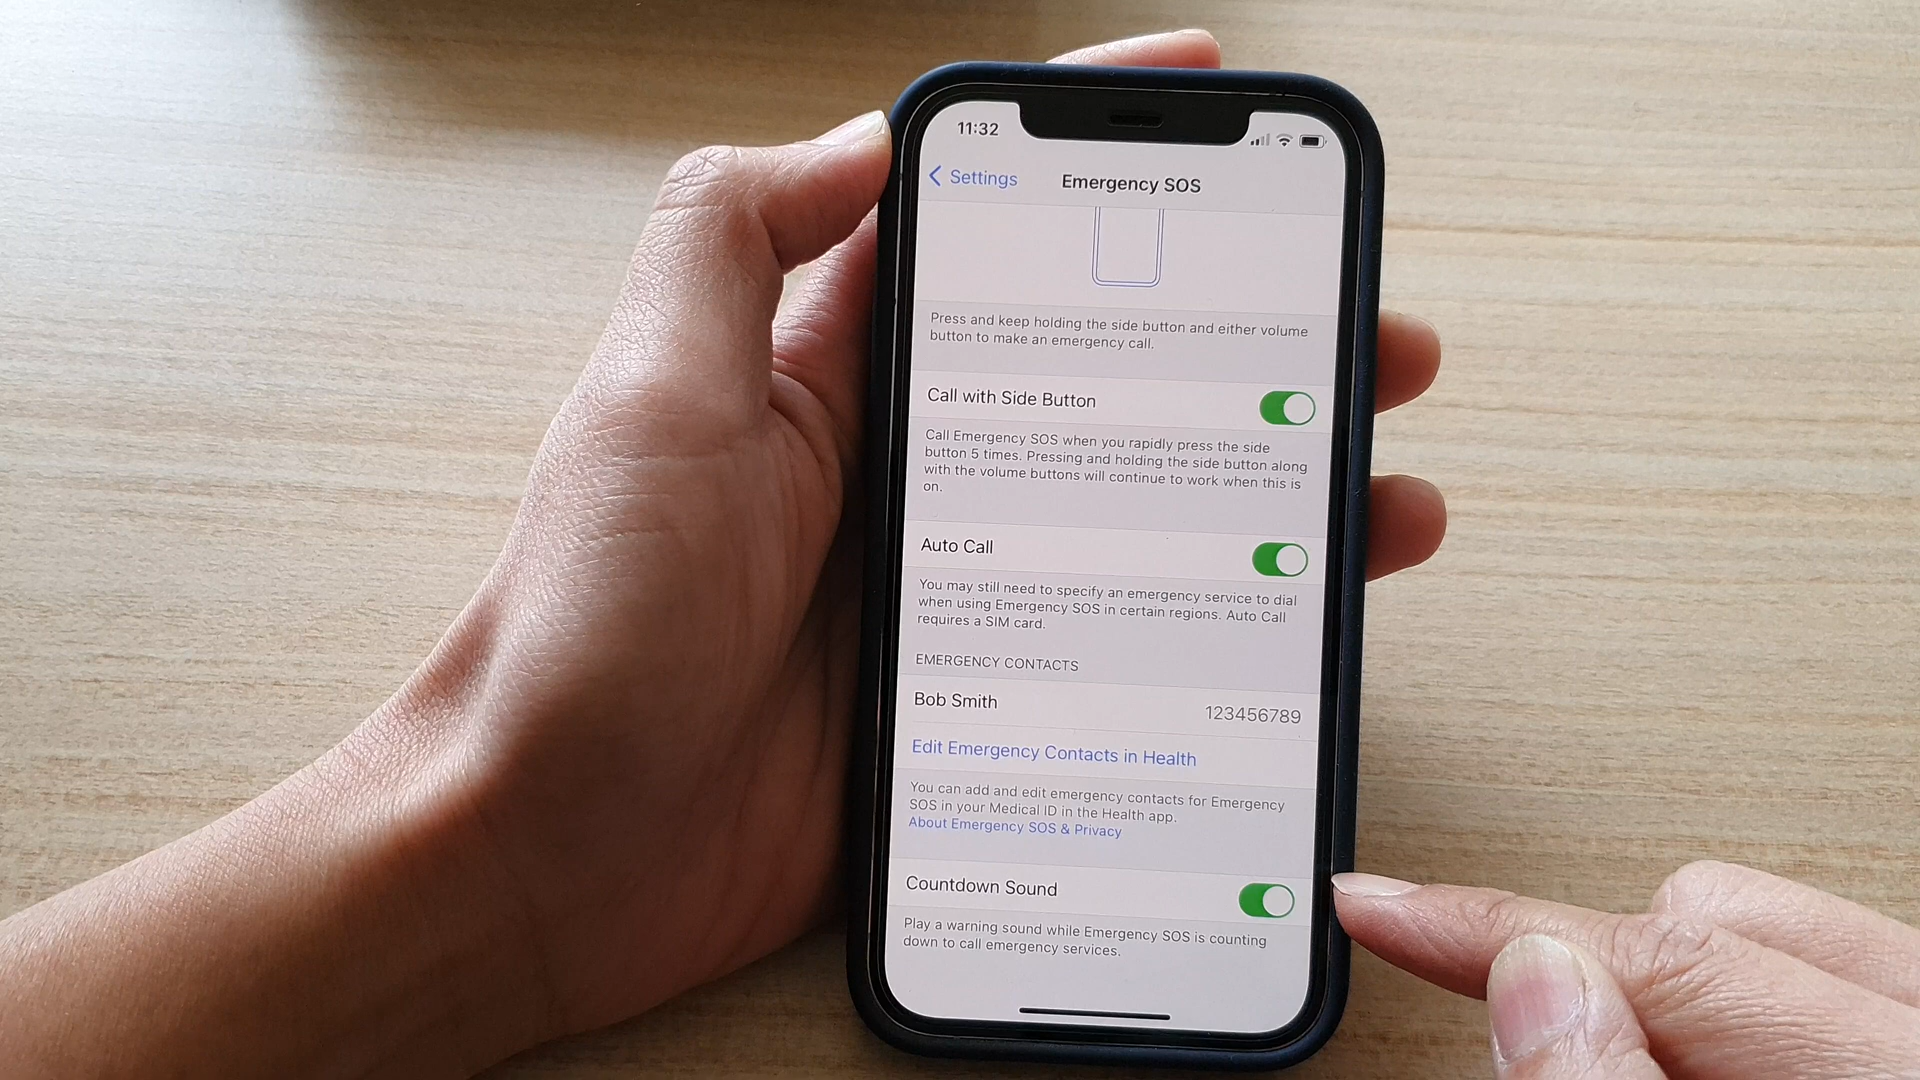 11:32
Settings
Emergency SOS
Press and keep holding the side button and either volume
button to make an emergency call.
Call with Side Button
Call Emergency SOS when you rapidly press the side
button 5 times. Pressing and holding the side button along
with the volume buttons will continue to work when this is
on.
Auto Call
You may still need to specify an emergency service to dial
when using Emergency SOS in certain regions. Auto Call
requires a SIM card.
EMERGENCY CONTACTS
Bob Smith 123456789
Edit Emergency Contacts in Health
You can add and edit emergency contacts for Emergency
SOS in your Medical ID in the Health app.
About Emergency SOS & Privacy
Countdown Sound
Play a warning sound while Emergency SOS is counting
down to call emergency services.